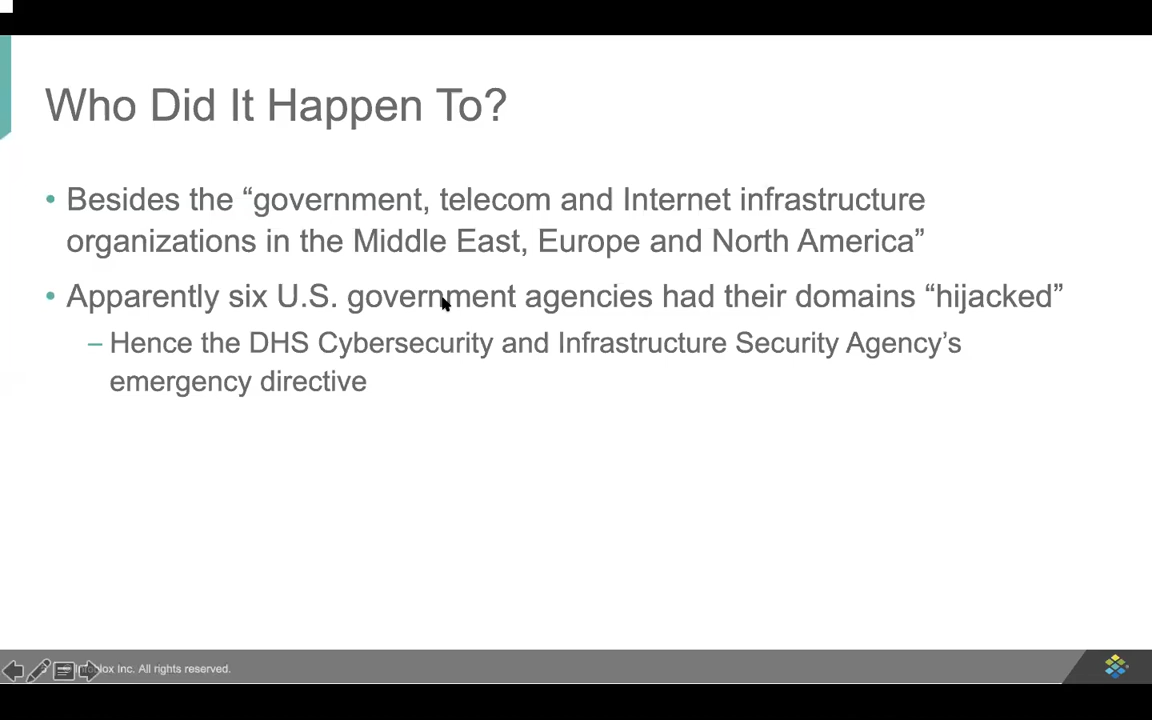 Who Did It Happen To?
• Besides the “government, telecom and Internet infrastructure
organizations in the Middle East, Europe and North America”
• Apparently six U.S. government agencies had their domains “hijacked”
– Hence the DHS Cybersecurity and Infrastructure Security Agency’s
emergency directive
Inc. All rights reserved.